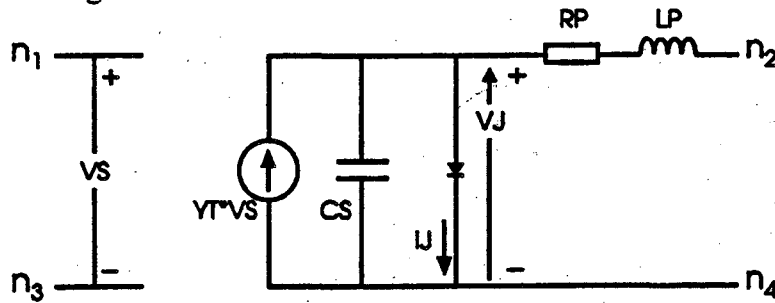 RP
LP
n1
n2
+
+
VS
VJ
YT*VS
CS
IJ
−
−
n3
n4